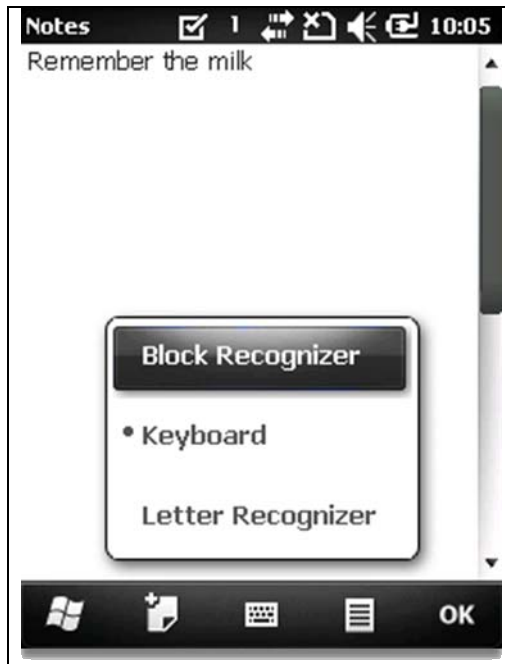 Notes 1 10:05
Remember the milk
Block Recognizer
• Keyboard
Letter Recognizer
OK